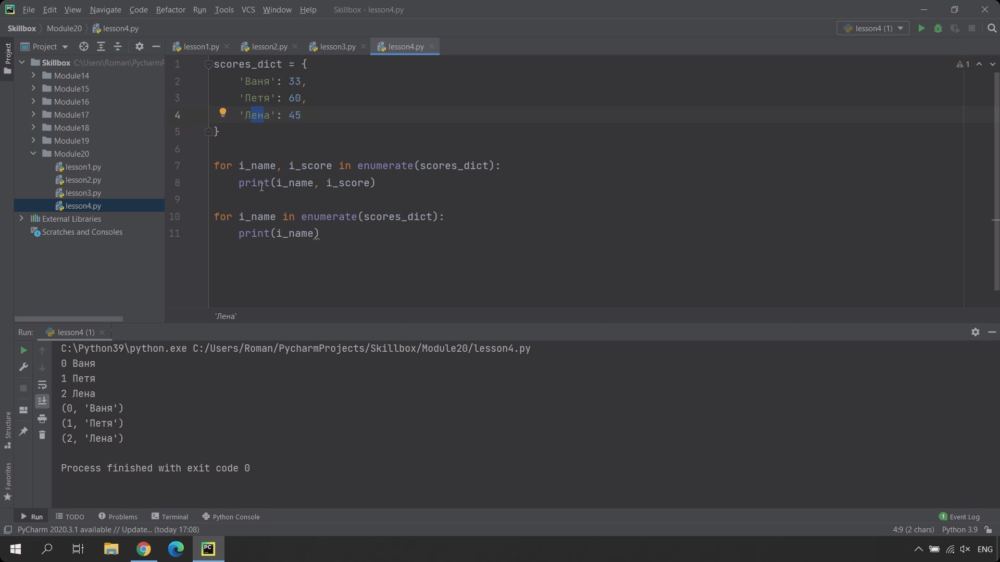 File Edit View Navigate Code Refactor Run Tools VCS Window Help Skillbox - lesson4.py
Skillbox Module20 lesson4.py lesson4 (1)
Project lesson1.py lesson2.py lesson3.py lesson4.py
Project
Skillbox C:\Users\Roman\PycharmP
Module14
Module15
Module16
Module17
Module18
Module19
Module20
lesson1.py
lesson2.py
lesson3.py
lesson4.py
External Libraries
Scratches and Consoles
1 scores_dict = {
2 'Ваня': 33,
3 'Петя': 60,
4 'Лена': 45
5 }
6
7 for i_name, i_score in enumerate(scores_dict):
8 print(i_name, i_score)
9
10 for i_name in enumerate(scores_dict):
11 print(i_name)
1
'Лена'
Run: lesson4 (1)
C:\Python39\python.exe C:/Users/Roman/PycharmProjects/Skillbox/Module20/lesson4.py
0 Ваня
1 Петя
2 Лена
(0, 'Ваня')
(1, 'Петя')
(2, 'Лена')
Process finished with exit code 0
Structure
Favorites
Run TODO Problems Terminal Python Console 1 Event Log
PyCharm 2020.3.1 available // Update... (today 17:08) 4:9 (2 chars) Python 3.9
PC ENG